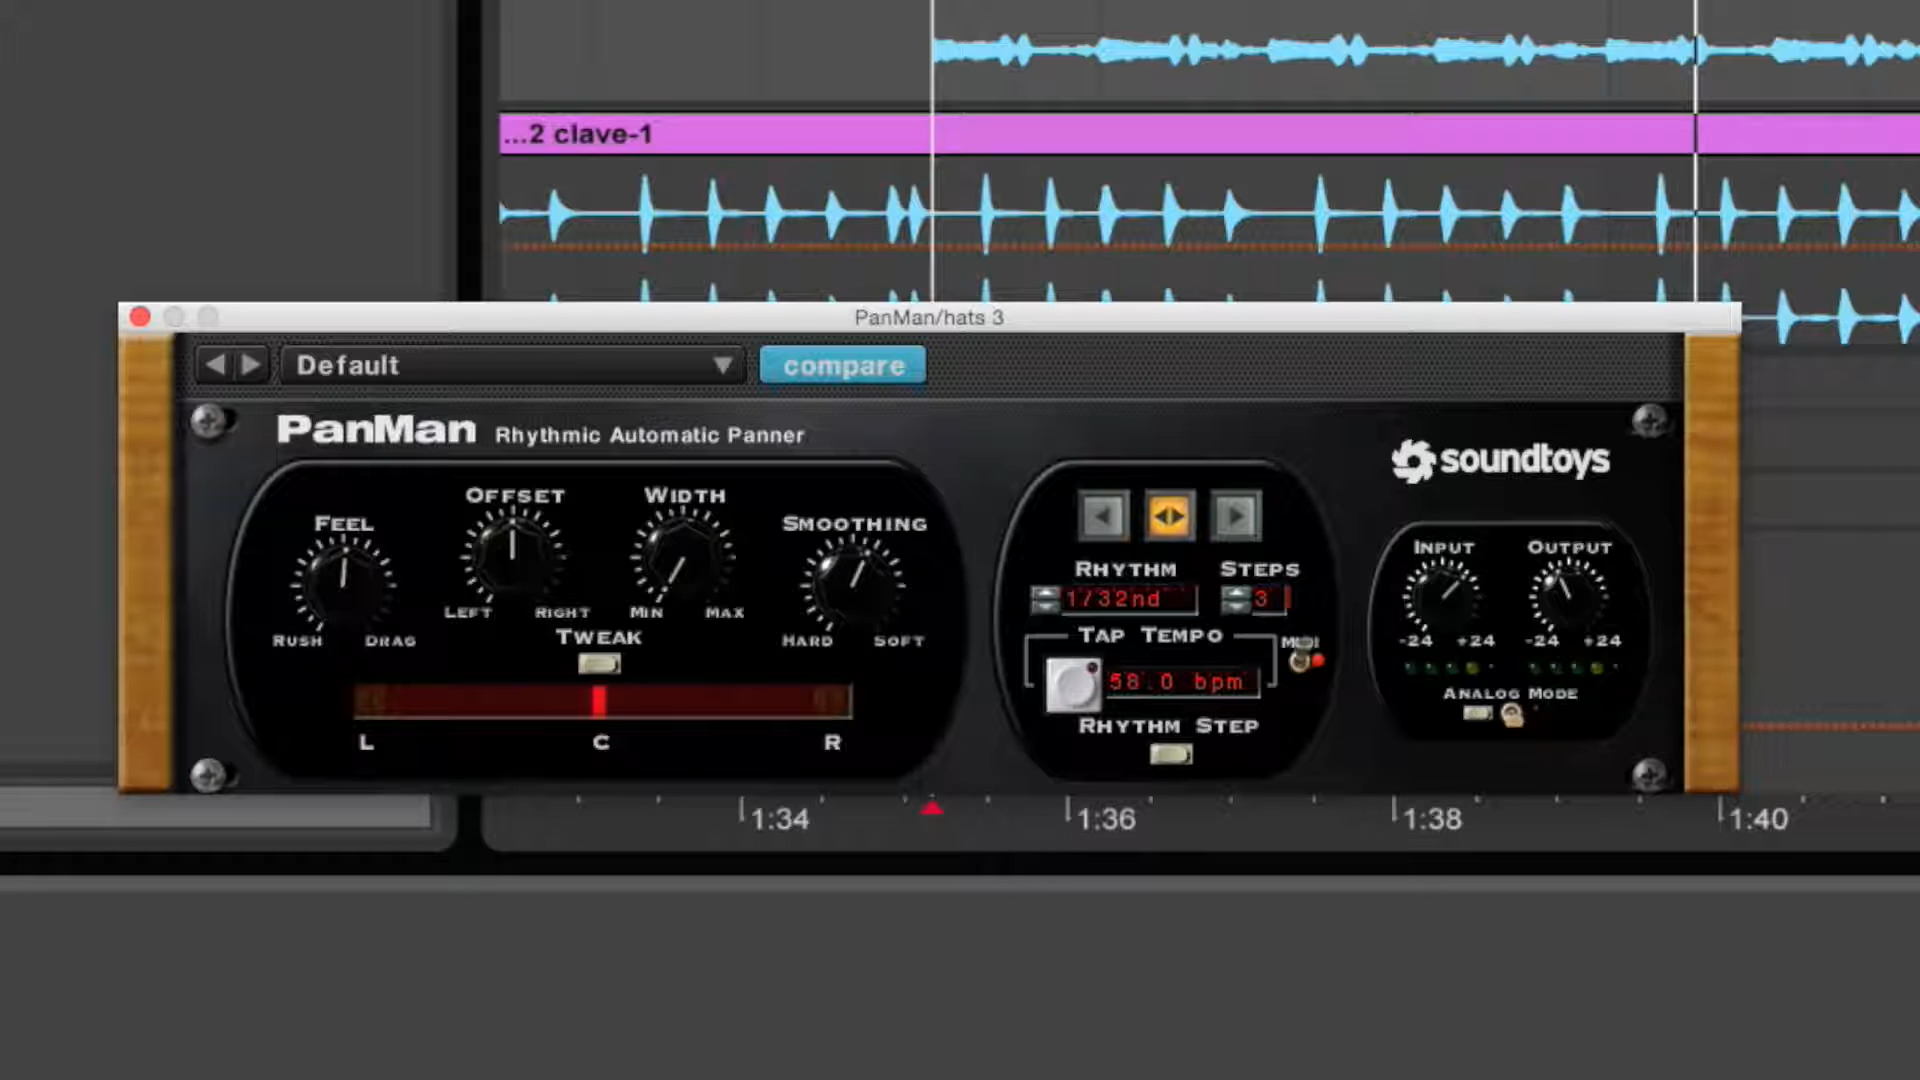 ...2 clave-1
PanMan/hats 3
Default
compare
PanMan Rhythmic Automatic Panner
soundtoys
FEEL
OFFSET
WIDTH
SMOOTHING
RUSH
DRAG
LEFT
RIGHT
MIN
MAX
HARD
SOFT
TWEAK
L
C
R
RHYTHM
STEPS
1/32nd
3
TAP TEMPO
MIDI
58.0 bpm
RHYTHM STEP
INPUT
OUTPUT
-24
+24
-24
+24
ANALOG MODE
1:34
1:36
1:38
1:40